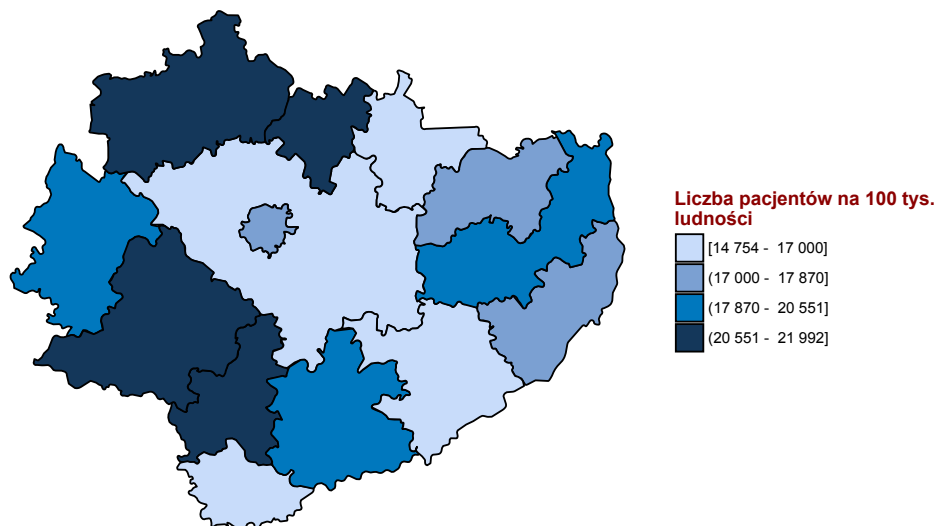 Liczba pacjentów na 100 tys.
ludności
[14 754 - 17 000]
(17 000 - 17 870]
(17 870 - 20 551]
(20 551 - 21 992]